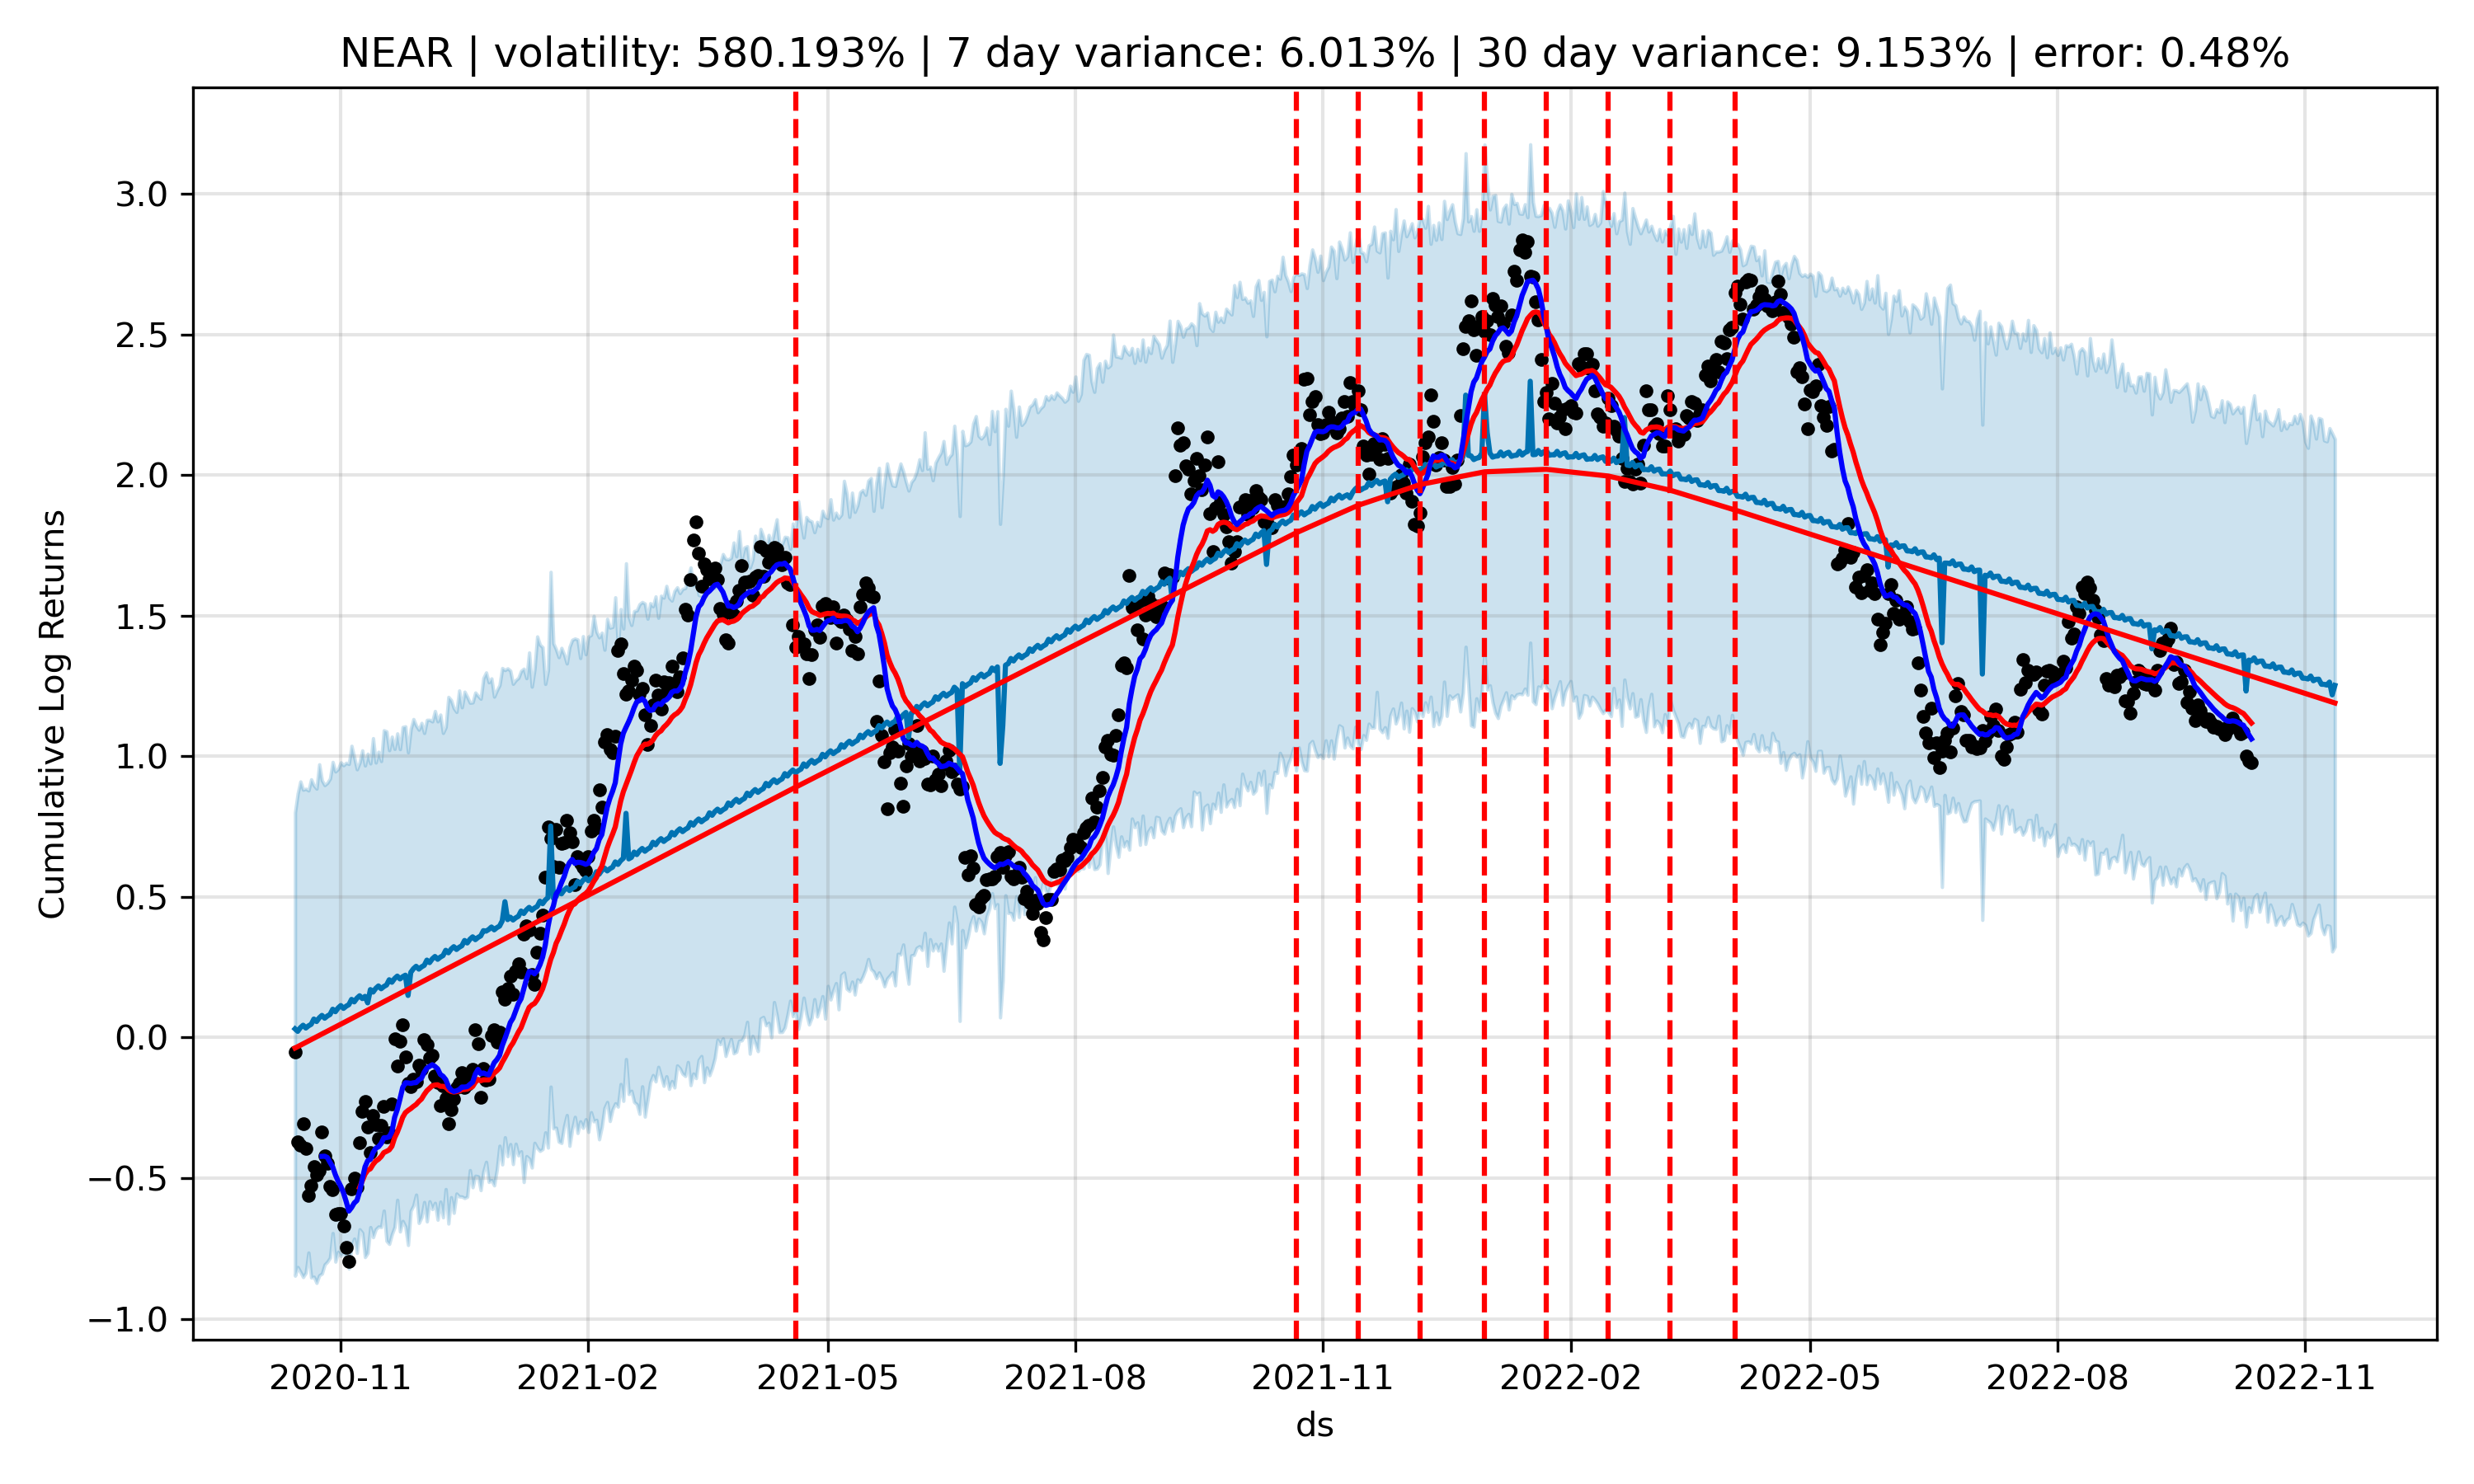 NEAR | volatility: 580.193% | 7 day variance: 6.013% | 30 day variance: 9.153% | error: 0.48%
Cumulative Log Returns
3.0
2.5
2.0
1.5
1.0
0.5
0.0
−0.5
−1.0
2020-11 2021-02 2021-05 2021-08 2021-11 2022-02 2022-05 2022-08 2022-11
ds